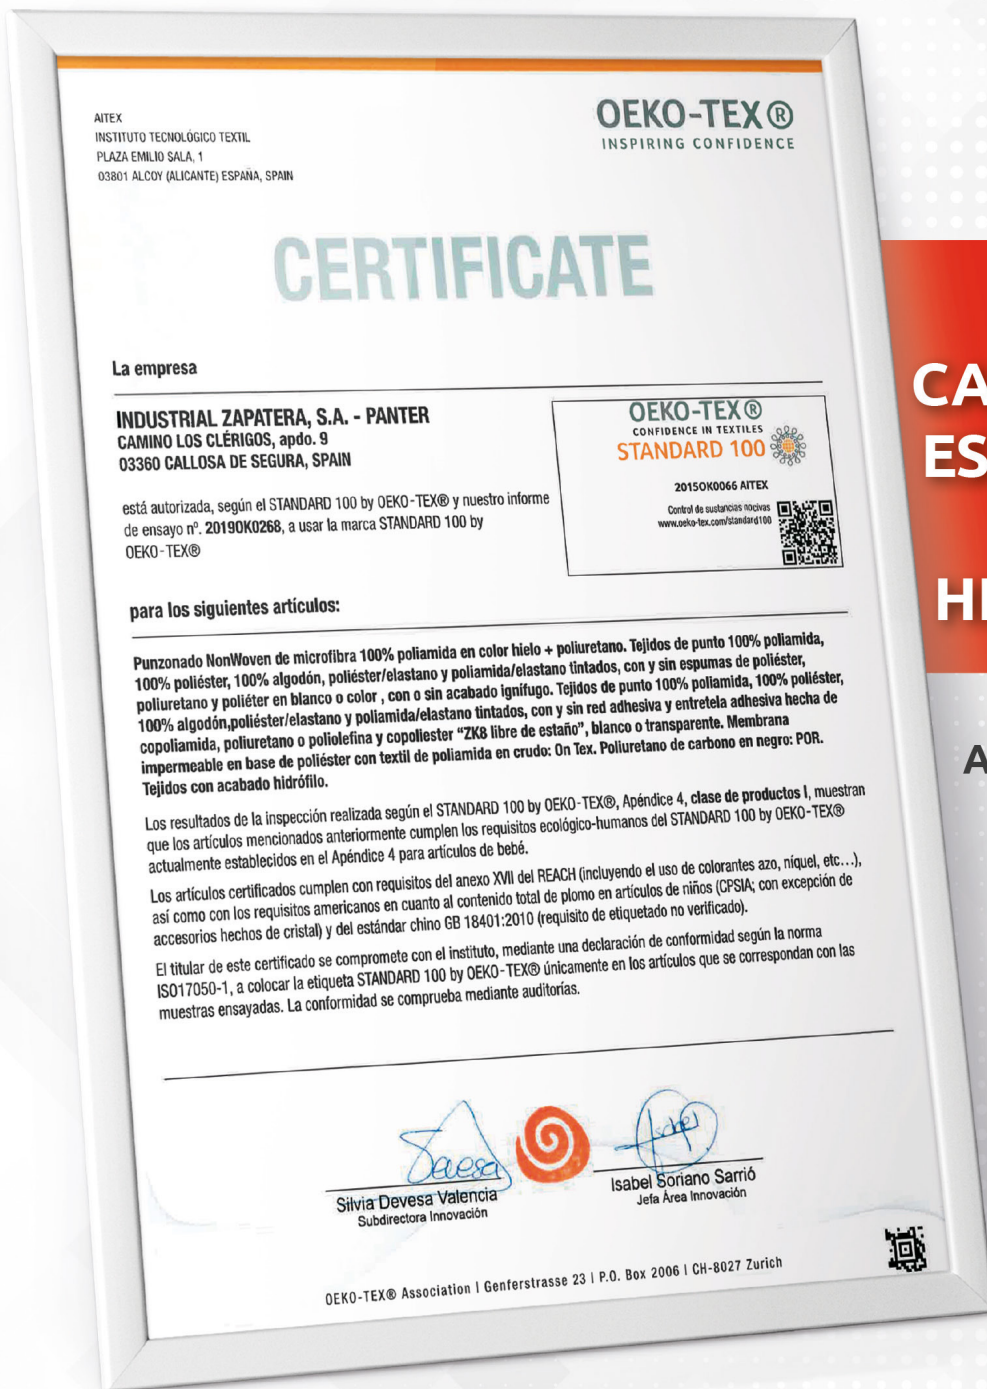 AITEX
INSTITUTO TECNOLÓGICO TEXTIL
PLAZA EMILIO SALA, 1
03801 ALCOY (ALICANTE) ESPAÑA, SPAIN
OEKO-TEX®
INSPIRING CONFIDENCE
CERTIFICATE
La empresa
INDUSTRIAL ZAPATERA, S.A. - PANTER
CAMINO LOS CLÉRIGOS, apdo. 9
03360 CALLOSA DE SEGURA, SPAIN
está autorizada, según el STANDARD 100 by OEKO-TEX® y nuestro informe
de ensayo nº. 2019OK0268, a usar la marca STANDARD 100 by
OEKO-TEX®
OEKO-TEX®
CONFIDENCE IN TEXTILES
STANDARD 100
2015OK0066 AITEX
Control de sustancias nocivas
www.oeko-tex.com/standard100
para los siguientes artículos:
Punzonado NonWoven de microfibra 100% poliamida en color hielo + poliuretano. Tejidos de punto 100% poliamida,
100% poliéster, 100% algodón, poliéster/elastano y poliamida/elastano tintados, con y sin espumas de poliéster,
poliuretano y poliéter en blanco o color , con o sin acabado ignífugo. Tejidos de punto 100% poliamida, 100% poliéster,
100% algodón,poliéster/elastano y poliamida/elastano tintados, con y sin red adhesiva y entretela adhesiva hecha de
copoliamida, poliuretano o poliolefina y copoliester “ZK8 libre de estaño”, blanco o transparente. Membrana
impermeable en base de poliéster con textil de poliamida en crudo: On Tex. Poliuretano de carbono en negro: POR.
Tejidos con acabado hidrófilo.
Los resultados de la inspección realizada según el STANDARD 100 by OEKO-TEX®, Apéndice 4, clase de productos I, muestran
que los artículos mencionados anteriormente cumplen los requisitos ecológico-humanos del STANDARD 100 by OEKO-TEX®
actualmente establecidos en el Apéndice 4 para artículos de bebé.
Los artículos certificados cumplen con requisitos del anexo XVII del REACH (incluyendo el uso de colorantes azo, níquel, etc...),
así como con los requisitos americanos en cuanto al contenido total de plomo en artículos de niños (CPSIA; con excepción de
accesorios hechos de cristal) y del estándar chino GB 18401:2010 (requisito de etiquetado no verificado).
El titular de este certificado se compromete con el instituto, mediante una declaración de conformidad según la norma
ISO17050-1, a colocar la etiqueta STANDARD 100 by OEKO-TEX® únicamente en los artículos que se correspondan con las
muestras ensayadas. La conformidad se comprueba mediante auditorías.
Devesa
Isabel
Silvia Devesa Valencia
Subdirectora Innovación
Isabel Soriano Sarrió
Jefa Área Innovación
OEKO-TEX® Association | Genferstrasse 23 | P.O. Box 2006 | CH-8027 Zurich
CA
ES
A